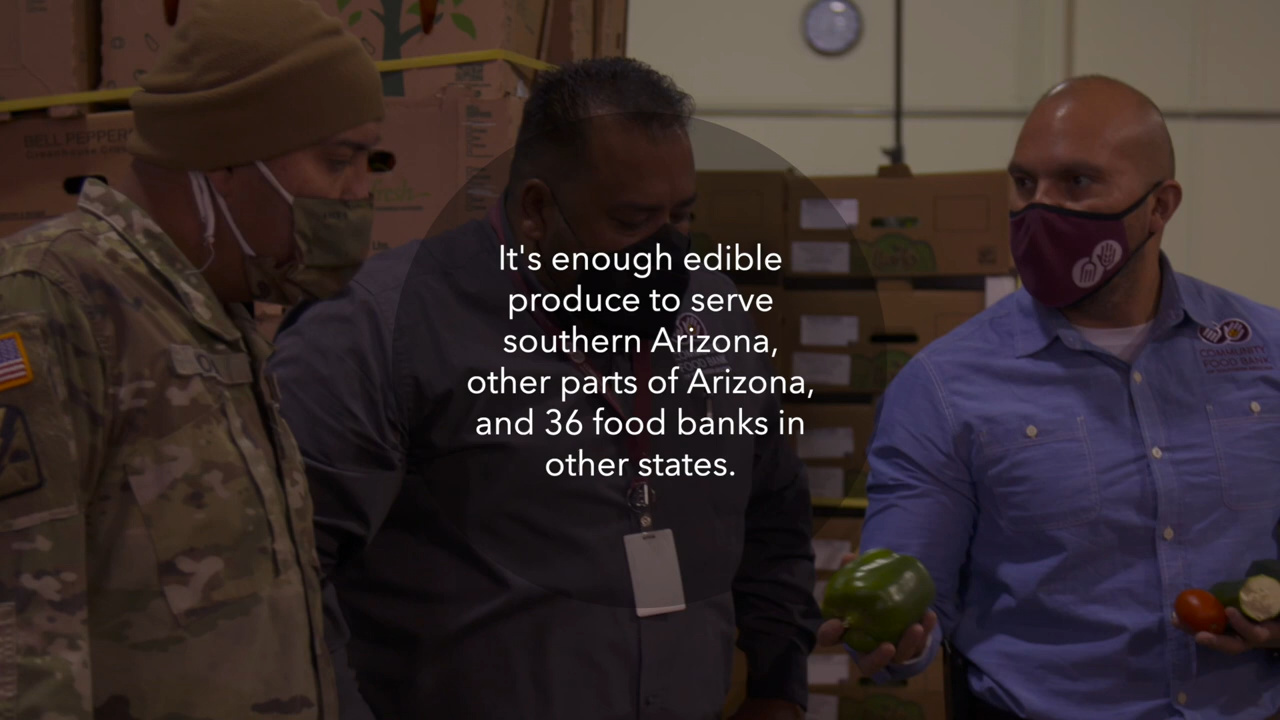 BELL PEPPER
It's enough edible
produce to serve
southern Arizona,
other parts of Arizona,
and 36 food banks in
other states.
COMMUNITY
FOOD BANK